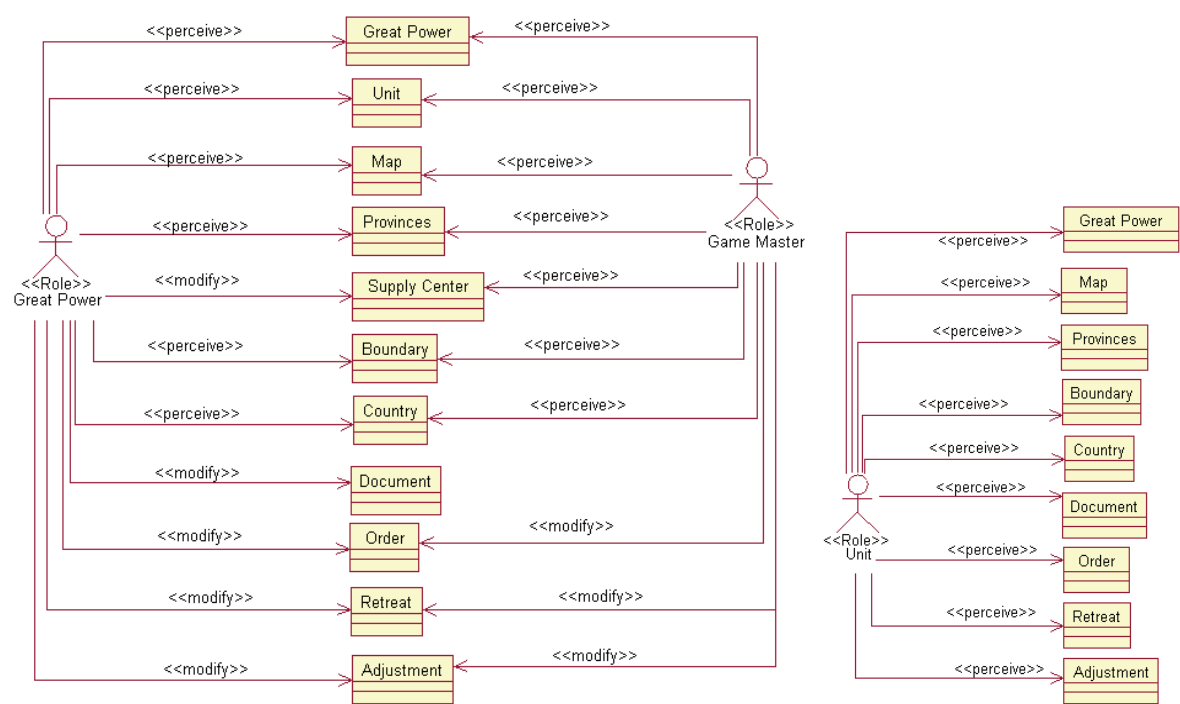 <<perceive>> Great Power <<perceive>>
<<perceive>> Unit <<perceive>>
<<perceive>> Map <<perceive>>
<<perceive>> Provinces <<perceive>>
<<Role>>
Great Power
<<Role>>
Game Master
<<modify>> Supply Center <<perceive>>
<<perceive>> Boundary <<perceive>>
<<perceive>> Country <<perceive>>
<<modify>> Document
<<modify>> Order <<modify>>
<<modify>> Retreat <<modify>>
<<modify>> Adjustment <<modify>>
<<perceive>> Great Power
<<perceive>> Map
<<perceive>> Provinces
<<perceive>> Boundary
<<perceive>> Country
<<perceive>> Document
<<Role>>
Unit
<<perceive>> Order
<<perceive>> Retreat
<<perceive>> Adjustment